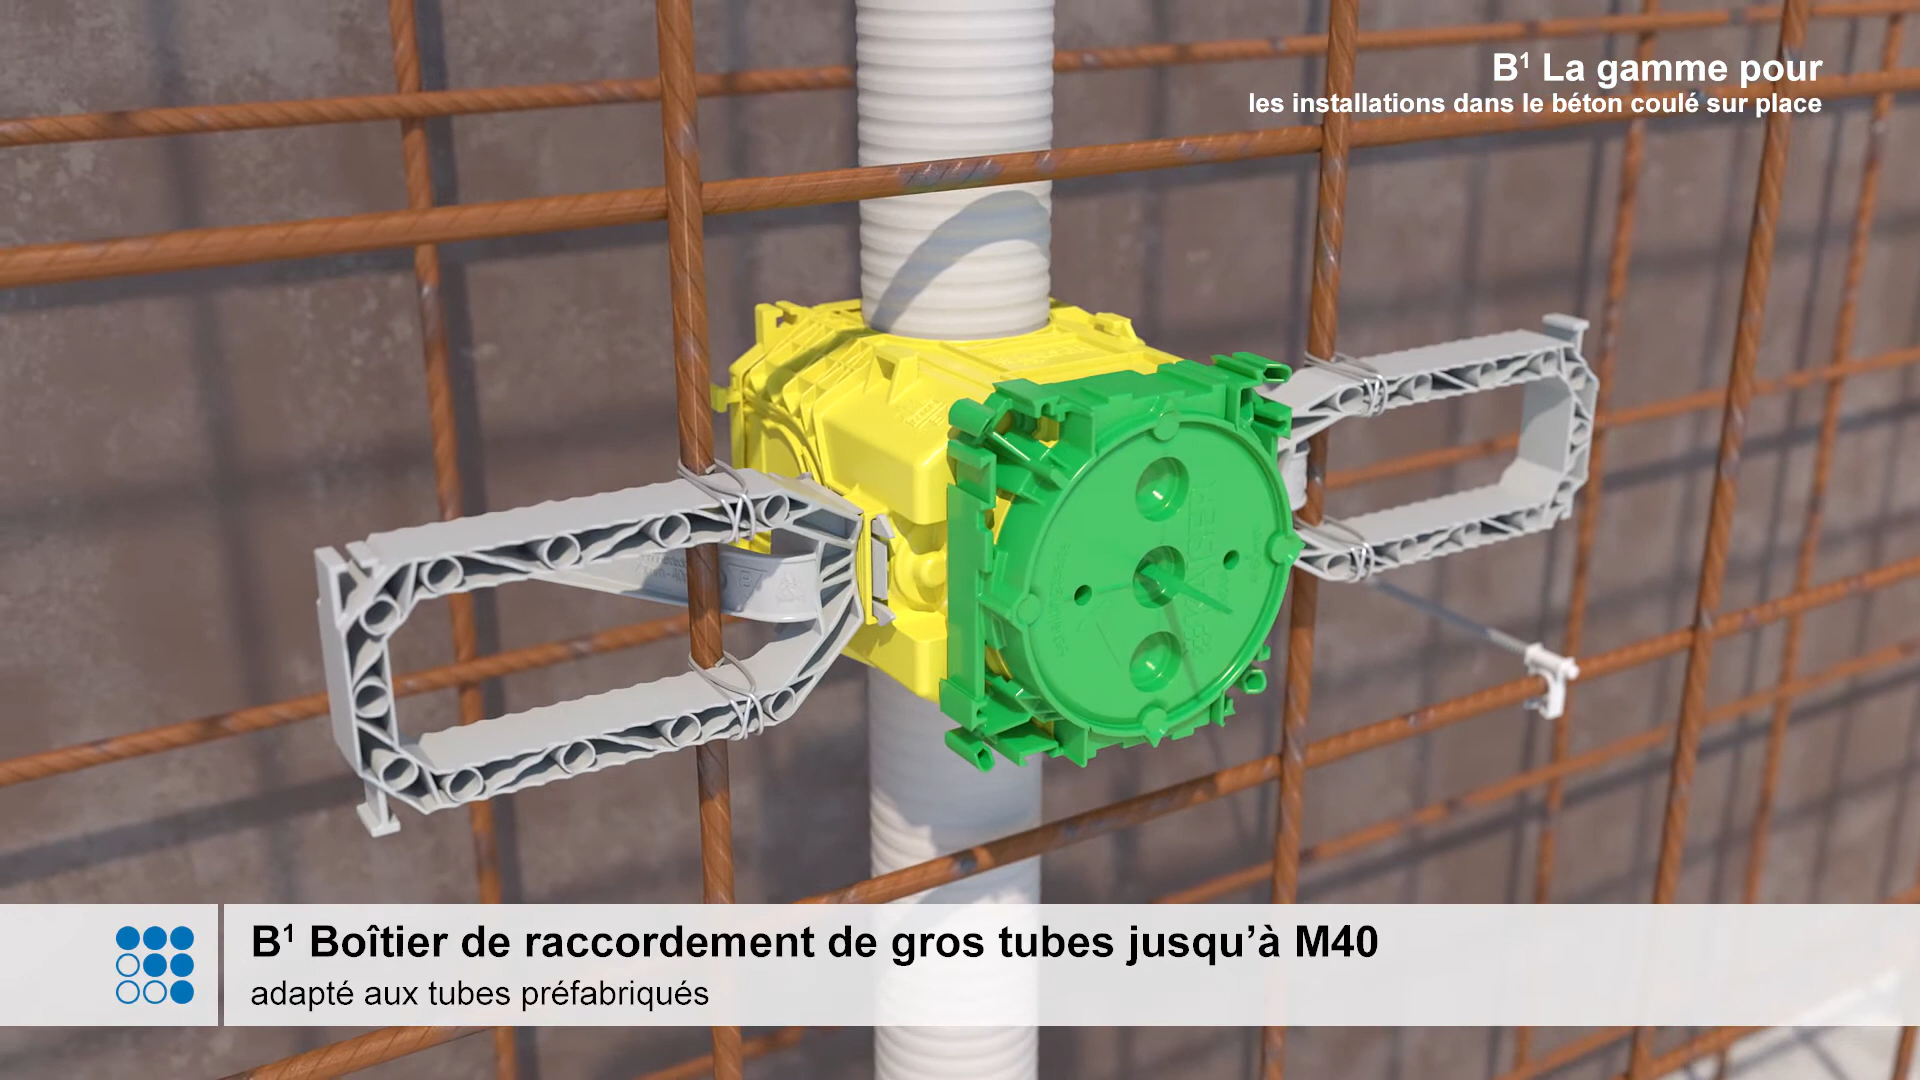 B¹ La gamme pour
les installations dans le béton coulé sur place
KAISER
B¹ Boîtier de raccordement de gros tubes jusqu’à M40
adapté aux tubes préfabriqués